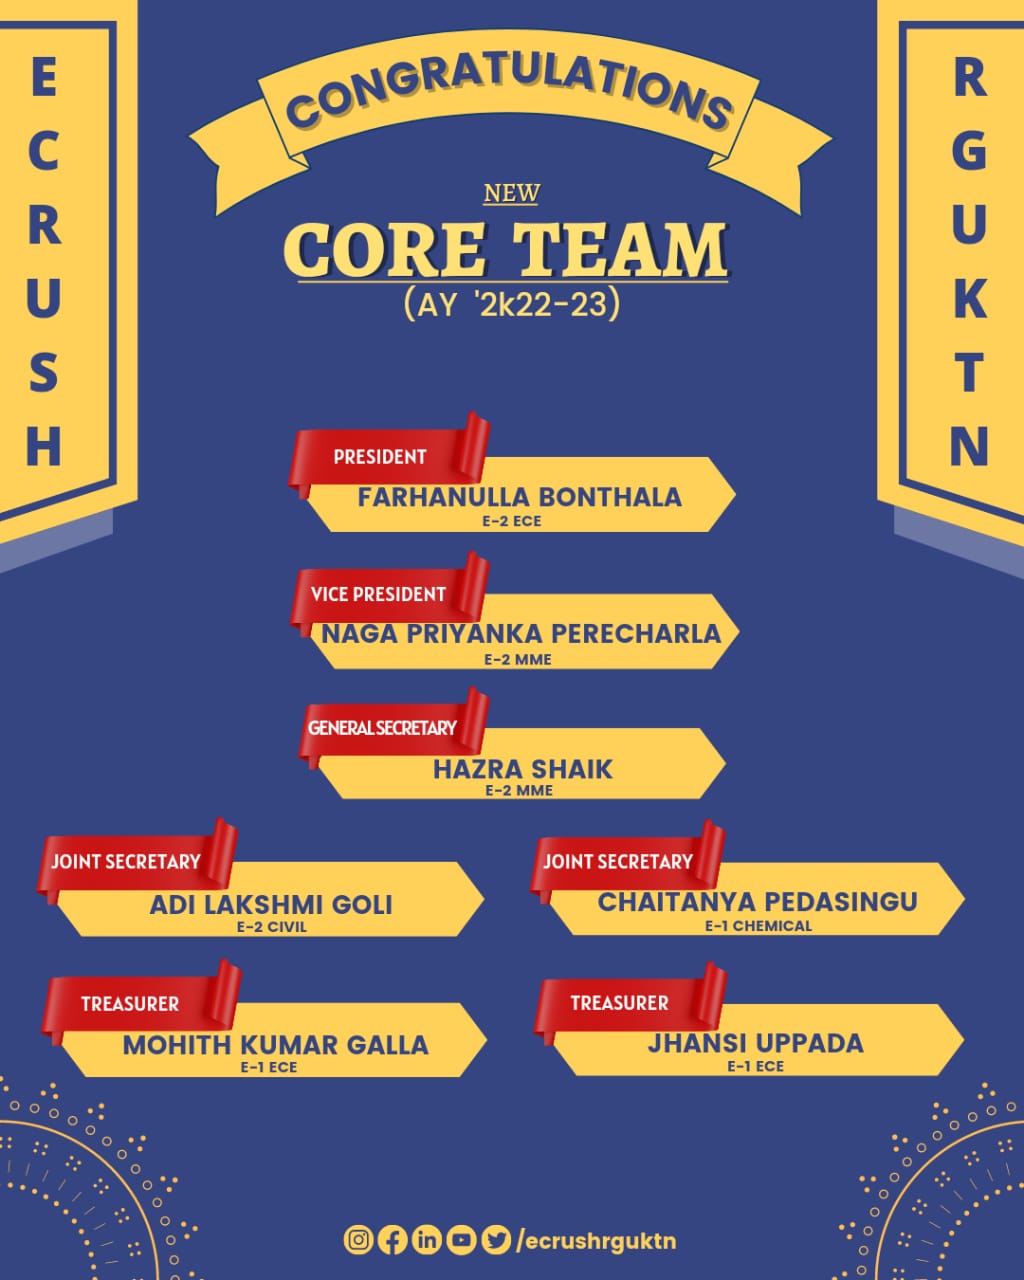 ECRUSH
RGUKTN
CONGRATULATIONS
NEW
CORE TEAM
(AY '2k22-23)
PRESIDENT
FARHANULLA BONTHALA
E-2 ECE
VICE PRESIDENT
NAGA PRIYANKA PERECHARLA
E-2 MME
GENERAL SECRETARY
HAZRA SHAIK
E-2 MME
JOINT SECRETARY
ADI LAKSHMI GOLI
E-2 CIVIL
JOINT SECRETARY
CHAITANYA PEDASINGU
E-1 CHEMICAL
TREASURER
MOHITH KUMAR GALLA
E-1 ECE
TREASURER
JHANSI UPPADA
E-1 ECE
/ecrushrguktn